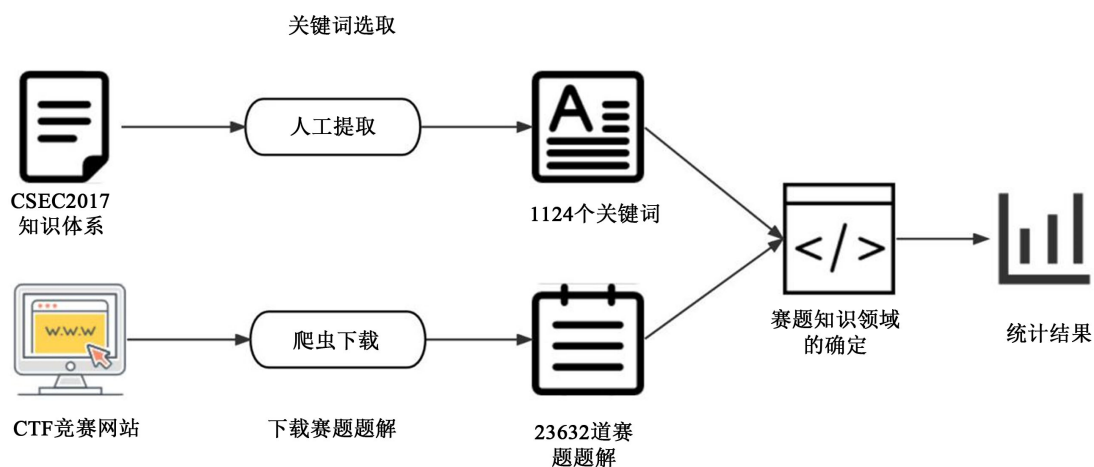 关键词选取
人工提取
A
CSEC2017
知识体系
1124个关键词
</>
W.W.W
爬虫下载
赛题知识领域
的确定
统计结果
CTF竞赛网站
下载赛题题解
23632道赛
题题解